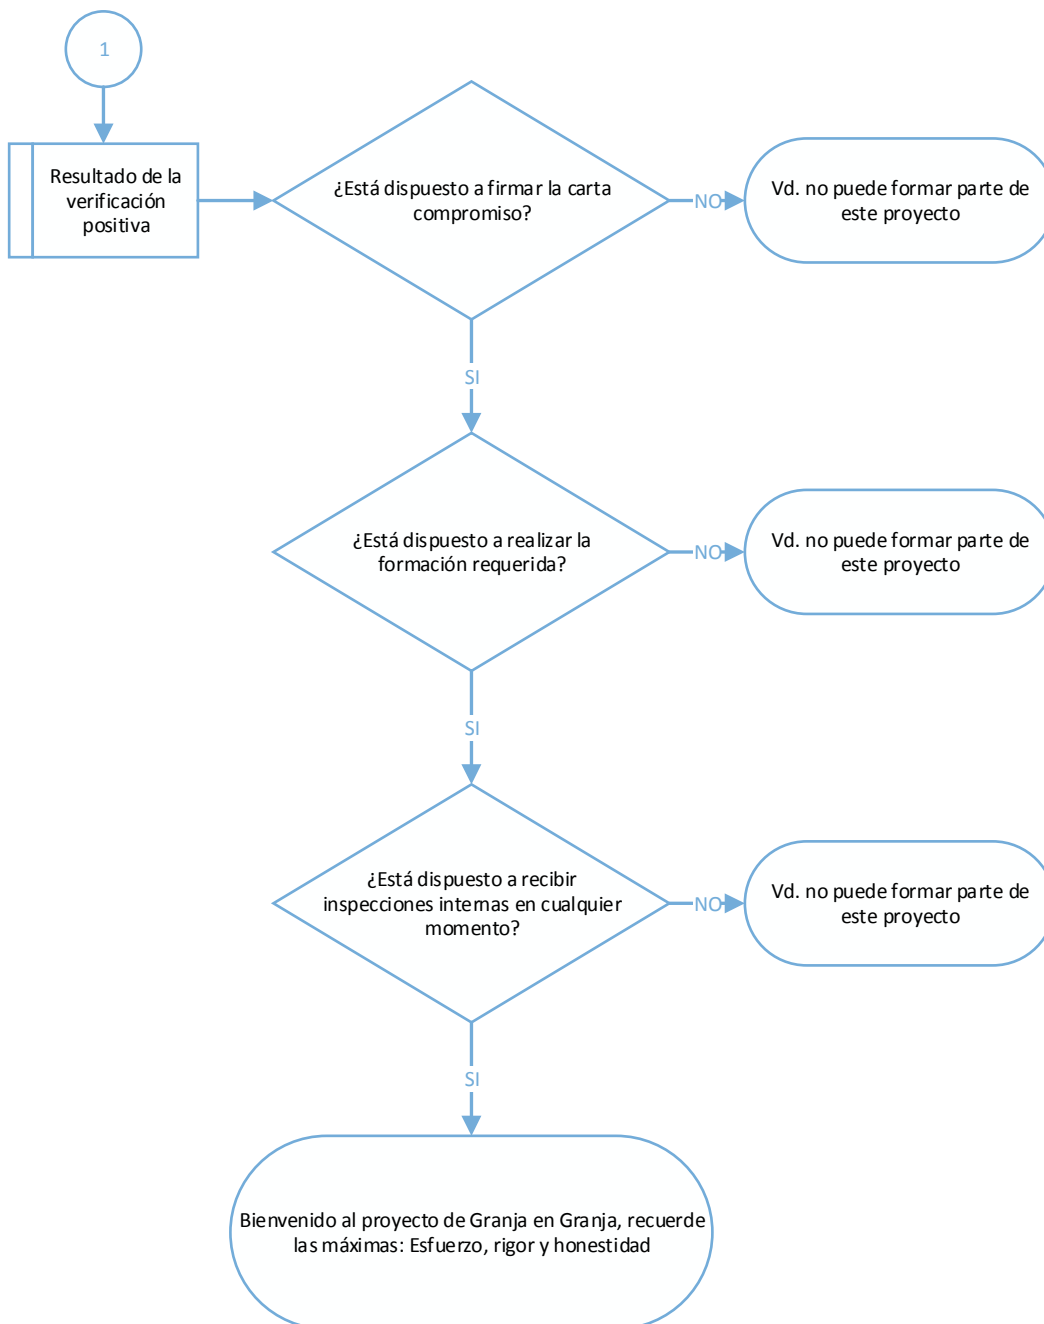 1
Resultado de la
verificación
positiva
¿Está dispuesto a firmar la carta
compromiso?
NO
Vd. no puede formar parte de
este proyecto
SI
¿Está dispuesto a realizar la
formación requerida?
NO
Vd. no puede formar parte de
este proyecto
SI
¿Está dispuesto a recibir
inspecciones internas en cualquier
momento?
NO
Vd. no puede formar parte de
este proyecto
SI
Bienvenido al proyecto de Granja en Granja, recuerde
las máximas: Esfuerzo, rigor y honestidad